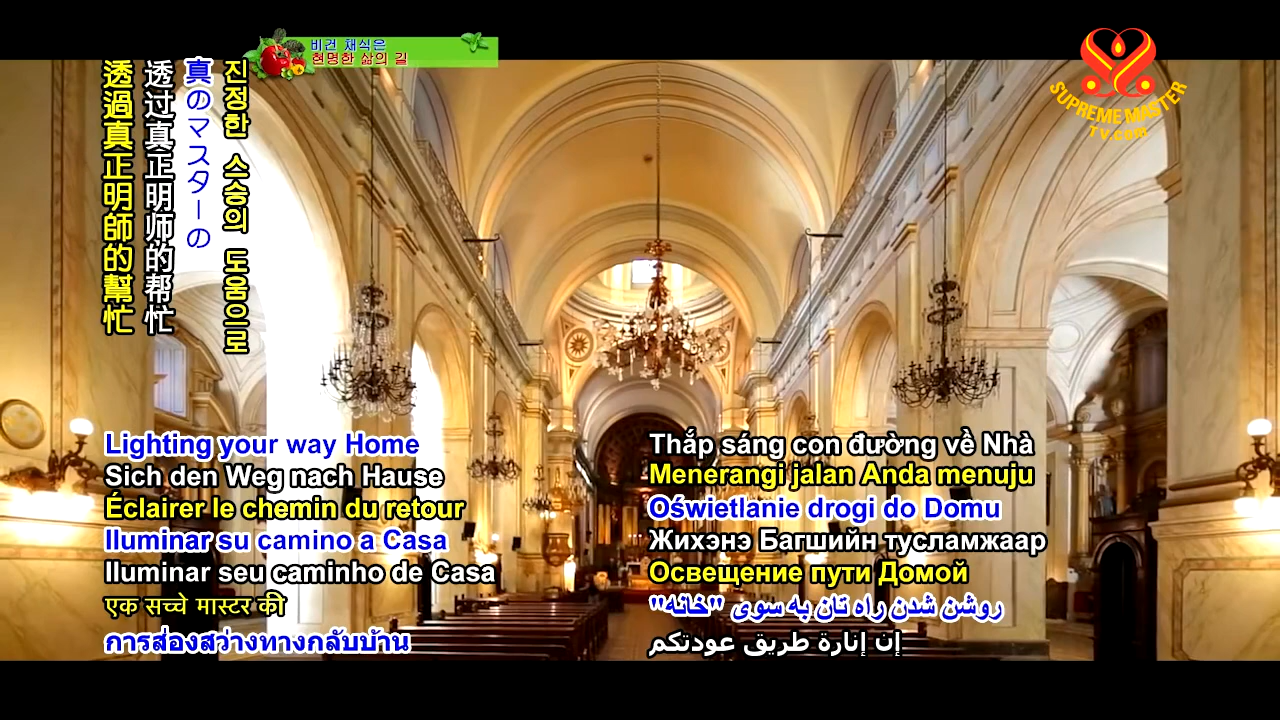 비건 채식은
현명한 삶의 길
SUPREME MASTER
TV.com
진정한 스승의 도움으로
真のマスターの
透过真正明师的帮忙
透過真正明師的幫忙
Lighting your way Home
Sich den Weg nach Hause
Éclairer le chemin du retour
Iluminar su camino a Casa
Iluminar seu caminho de Casa
एक सच्चे मास्टर की
การส่องสว่างทางกลับบ้าน
Thắp sáng con đường về Nhà
Menerangi jalan Anda menuju
Oświetlanie drogi do Domu
Жихэнэ Багшийн тусламжаар
Освещение пути Домой
روشن شدن راه تان به سوی "خانه"
إن إنارة طريق عودتكم